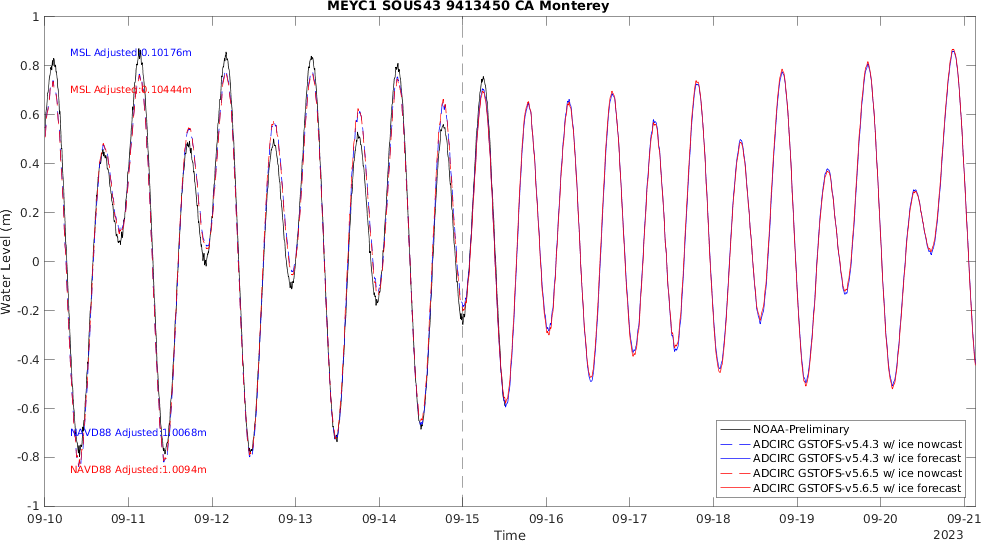 MEYC1 SOUS43 9413450 CA Monterey
1
0.8
0.6
0.4
0.2
0
-0.2
-0.4
-0.6
-0.8
-1
Water Level (m)
MSL Adjusted:0.10176m
MSL Adjusted:0.10444m
NAVD88 Adjusted:1.0068m
NAVD88 Adjusted:1.0094m
NOAA-Preliminary
ADCIRC GSTOFS-v5.4.3 w/ ice nowcast
ADCIRC GSTOFS-v5.4.3 w/ ice forecast
ADCIRC GSTOFS-v5.6.5 w/ ice nowcast
ADCIRC GSTOFS-v5.6.5 w/ ice forecast
09-10 09-11 09-12 09-13 09-14 09-15 09-16 09-17 09-18 09-19 09-20 09-21
Time
2023